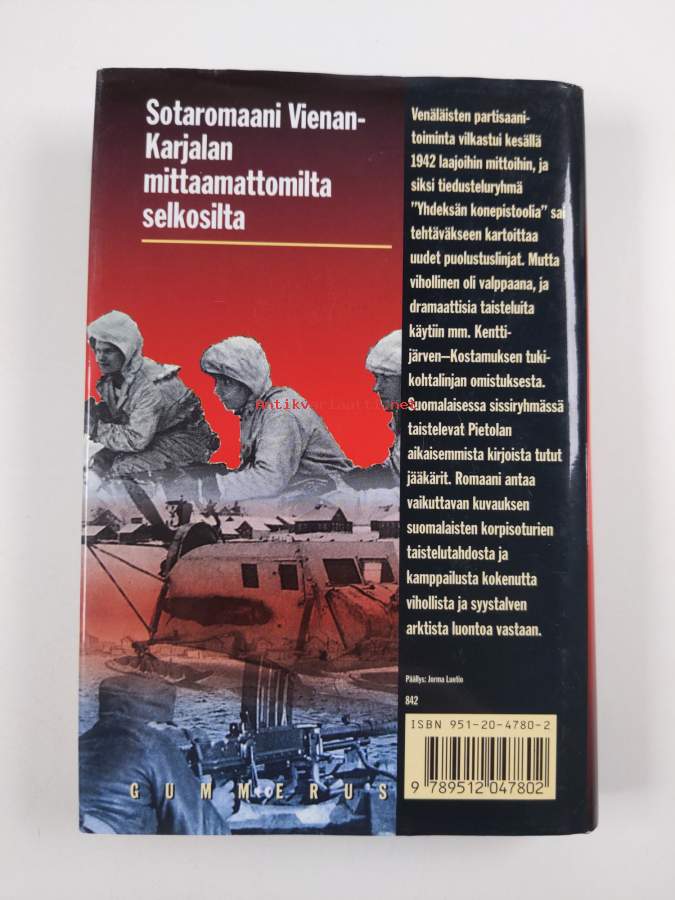 Sotaromaani Vienan-
Karjalan
mittaamattomilta
selkosilta
Venäläisten partisaani-
toiminta vilkastui kesällä
1942 laajoihin mittoihin, ja
siksi tiedusteluryhmä
”Yhdeksän konepistoolia” sai
tehtäväkseen kartoittaa
uudet puolustuslinjat. Mutta
vihollinen oli valppaana, ja
dramaattisia taisteluita
käytiin mm. Kentti-
järven–Kostamuksen tuki-
kohtalinjan omistuksesta.
Suomalaisessa sissiryhmässä
taistelevat Pietolan
aikaisemmista kirjoista tutut
jääkärit. Romaani antaa
vaikuttavan kuvauksen
suomalaisten korpisoturien
taistelutahdosta ja
kamppailusta kokenutta
vihollista ja syystalven
arktista luontoa vastaan.
Antikvariaatti.net
Päällys: Jorma Luotio
842
ISBN 951-20-4780-2
9 789512 047802
GUMMERUS